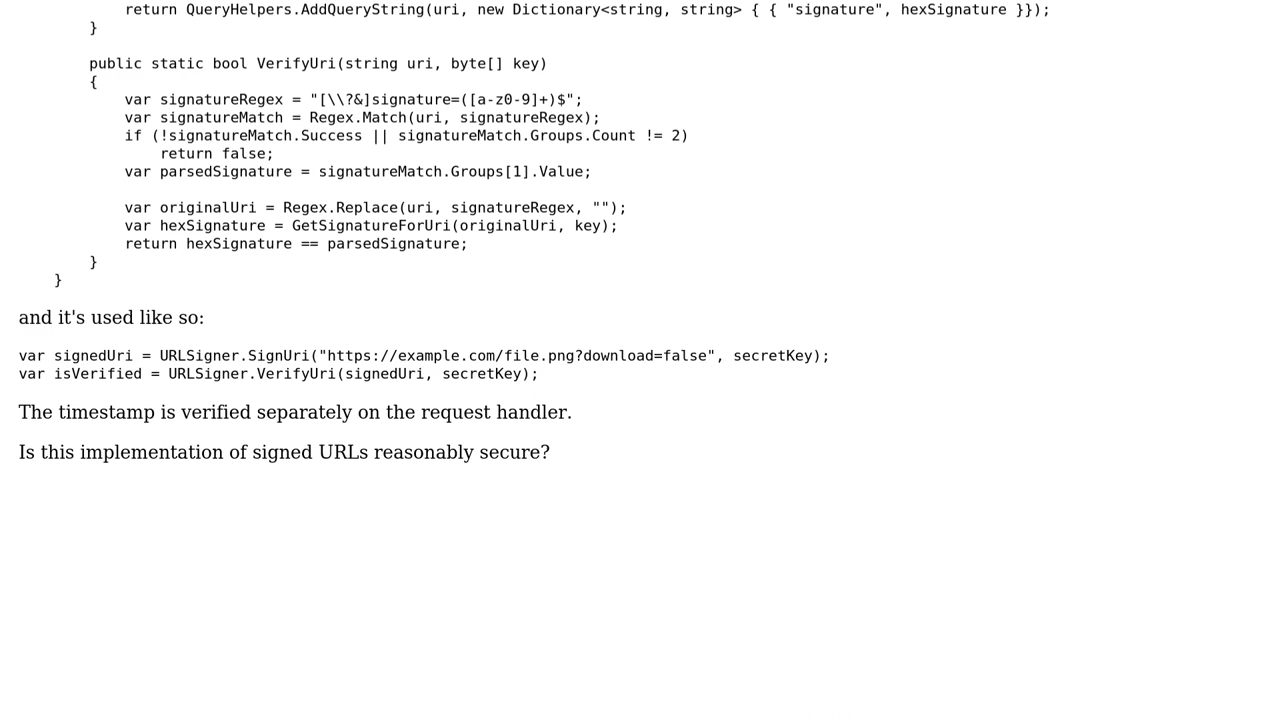 return QueryHelpers.AddQueryString(uri, new Dictionary<string, string> { { "signature", hexSignature }});
}
public static bool VerifyUri(string uri, byte[] key)
{
var signatureRegex = "[\\?&]signature=([a-z0-9]+)$";
var signatureMatch = Regex.Match(uri, signatureRegex);
if (!signatureMatch.Success || signatureMatch.Groups.Count != 2)
return false;
var parsedSignature = signatureMatch.Groups[1].Value;
var originalUri = Regex.Replace(uri, signatureRegex, "");
var hexSignature = GetSignatureForUri(originalUri, key);
return hexSignature == parsedSignature;
}
}
and it's used like so:
var signedUri = URLSigner.SignUri("https://example.com/file.png?download=false", secretKey);
var isVerified = URLSigner.VerifyUri(signedUri, secretKey);
The timestamp is verified separately on the request handler.
Is this implementation of signed URLs reasonably secure?